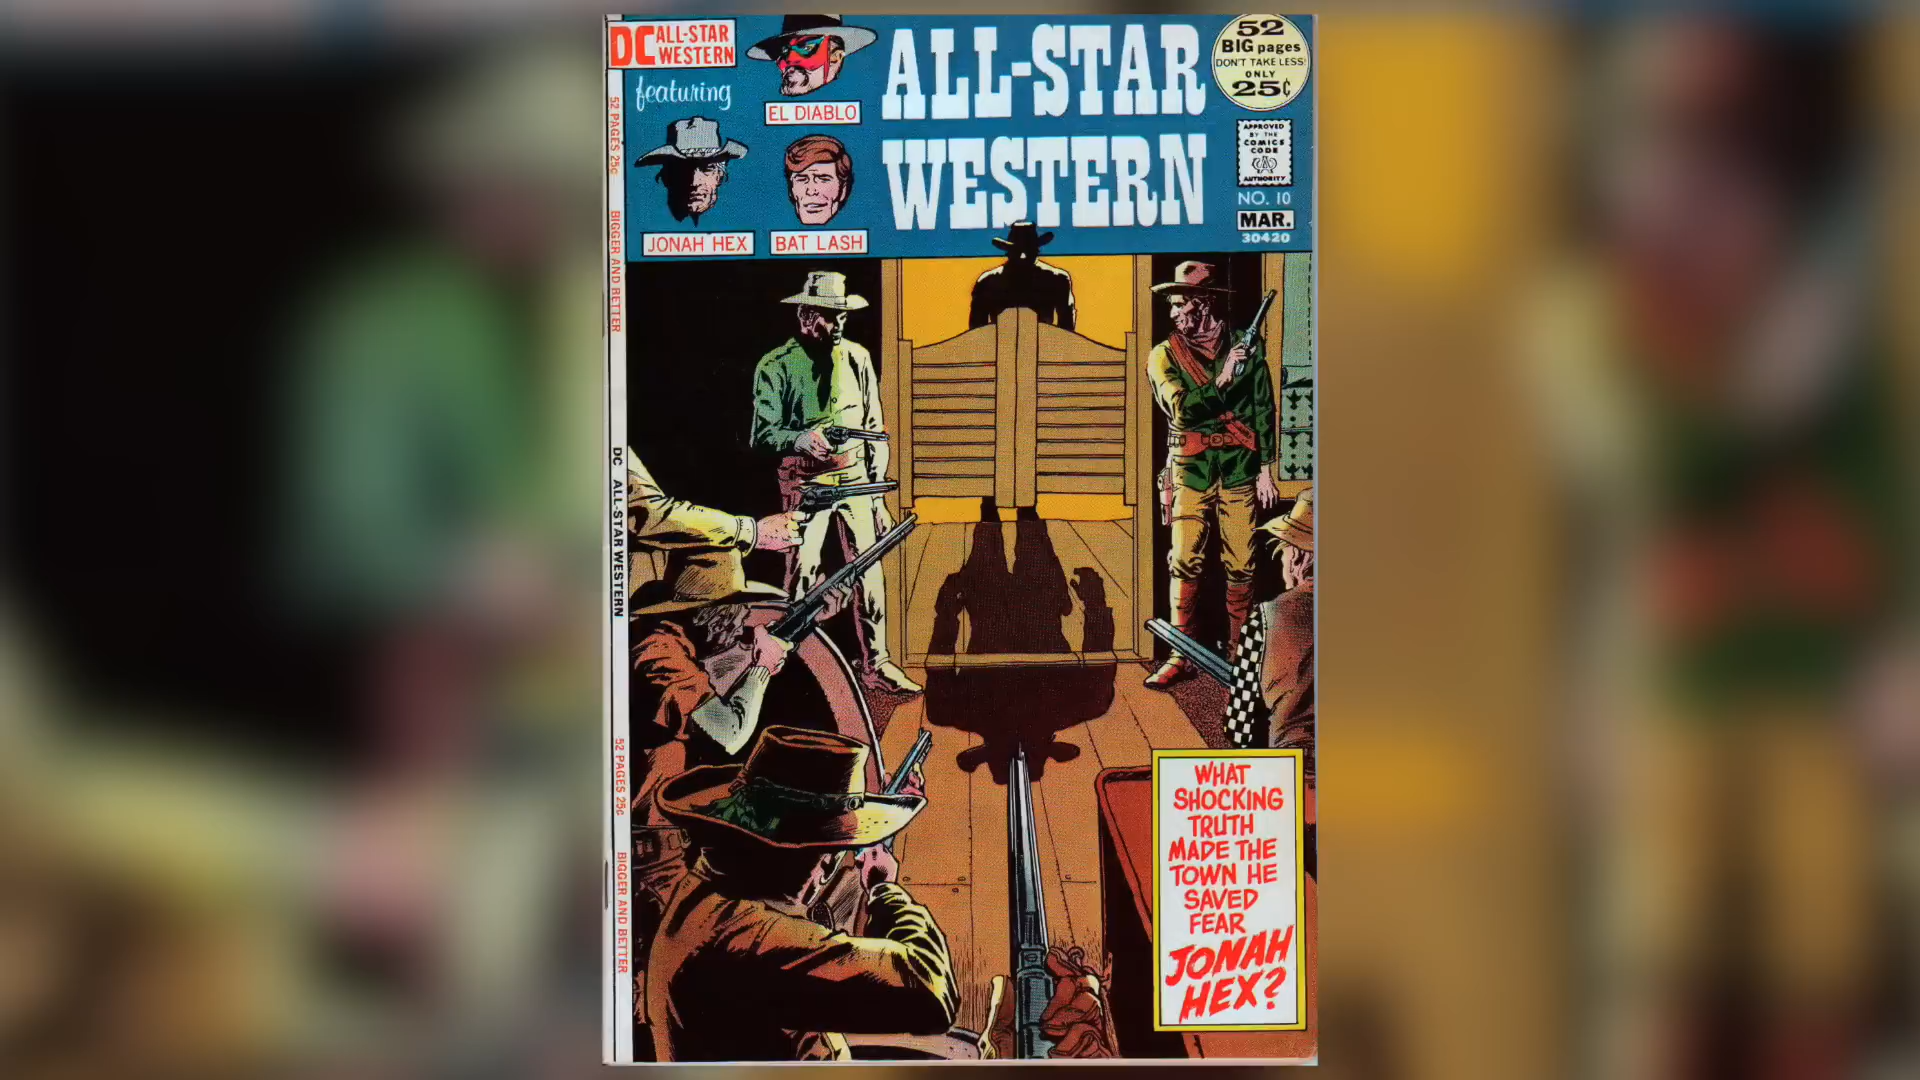 DC ALL-STAR
WESTERN
featuring
EL DIABLO
JONAH HEX
BAT LASH
ALL-STAR
WESTERN
52
BIG pages
DON'T TAKE LESS!
ONLY
25¢
APPROVED
BY THE
COMICS
CODE
CA
AUTHORITY
NO. 10
MAR.
30420
52 PAGES 25¢
BIGGER AND BETTER
DC ALL-STAR WESTERN
52 PAGES 25¢
BIGGER AND BETTER
WHAT
SHOCKING
TRUTH
MADE THE
TOWN HE
SAVED
FEAR
JONAH
HEX?